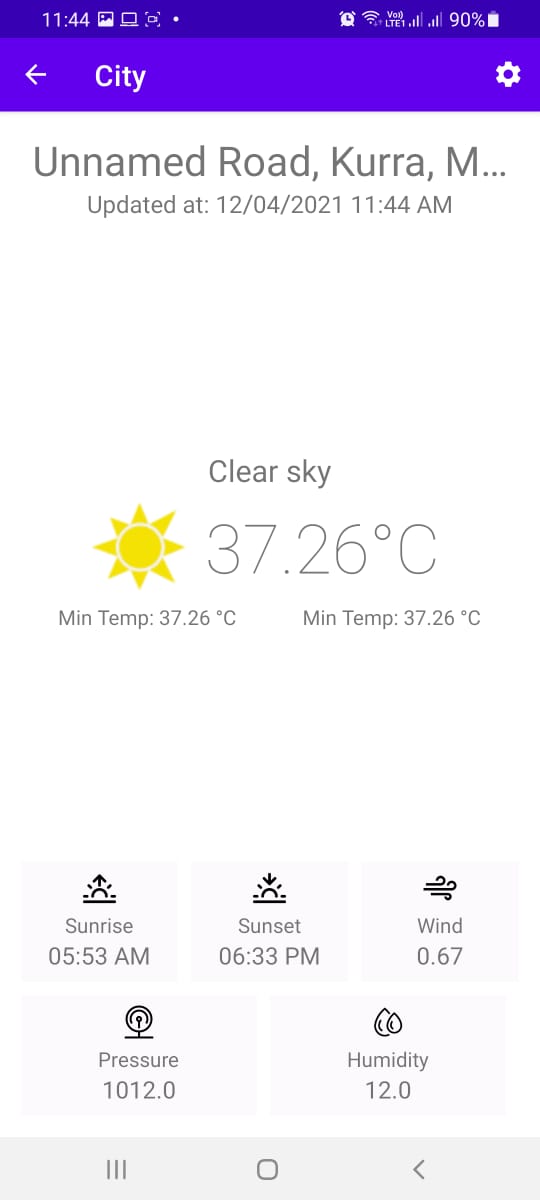 11:44 90%
City
Unnamed Road, Kurra, M...
Updated at: 12/04/2021 11:44 AM
Clear sky
37.26°C
Min Temp: 37.26 °C Min Temp: 37.26 °C
Sunrise Sunset Wind
05:53 AM 06:33 PM 0.67
Pressure Humidity
1012.0 12.0